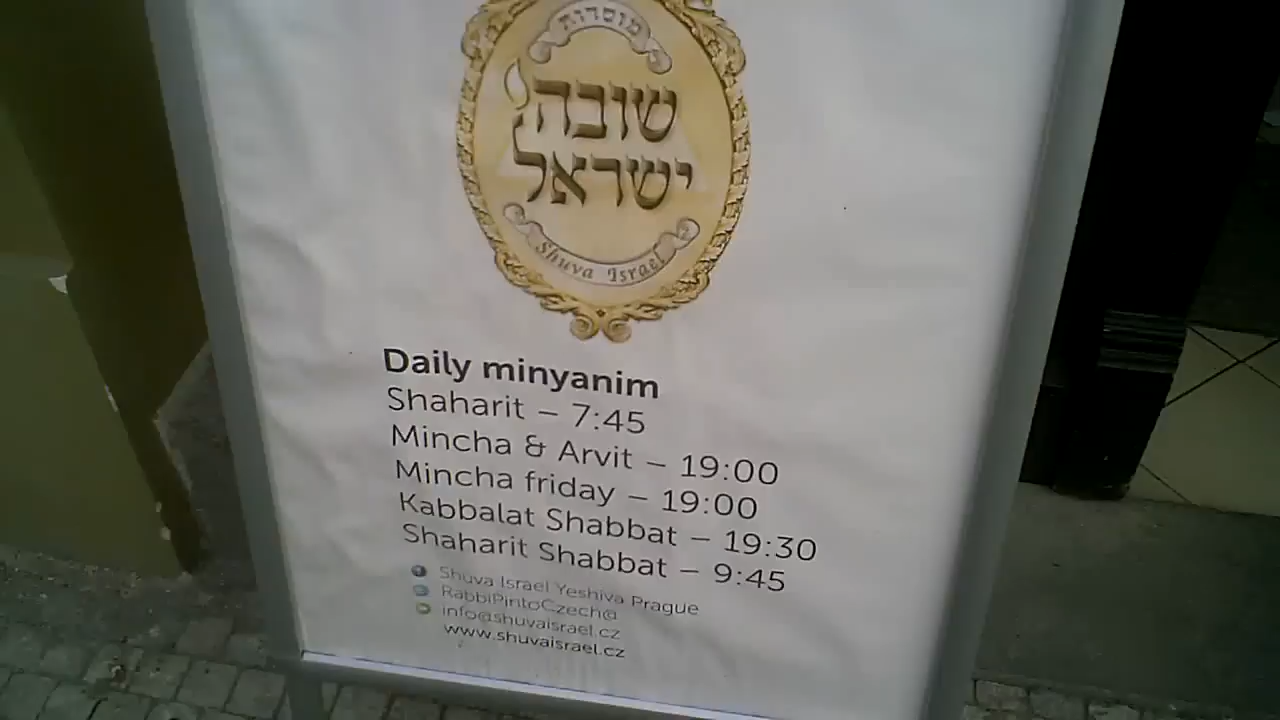 מוסדות
שובה
ישראל
Shuva Israel
Daily minyanim
Shaharit – 7:45
Mincha & Arvit – 19:00
Mincha friday – 19:00
Kabbalat Shabbat – 19:30
Shaharit Shabbat – 9:45
Shuva Israel Yeshiva Prague
RabbiPintoCzech@
info@shuvaisrael.cz
www.shuvaisrael.cz